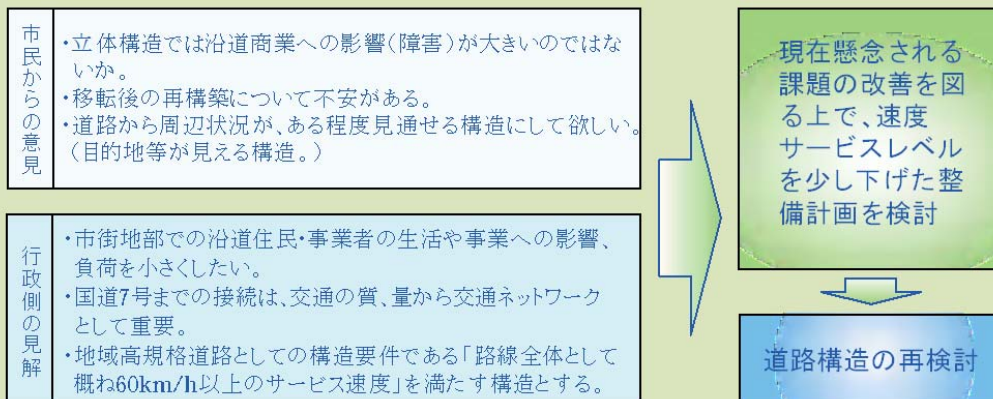 市民からの意見
・立体構造では沿道商業への影響(障害)が大きいのではな
いか。
・移転後の再構築について不安がある。
・道路から周辺状況が、ある程度見通せる構造にして欲しい。
(目的地等が見える構造。)
行政側の見解
・市街地部での沿道住民・事業者の生活や事業への影響、
負荷を小さくしたい。
・国道7号までの接続は、交通の質、量から交通ネットワーク
として重要。
・地域高規格道路としての構造要件である「路線全体として
概ね60km/h以上のサービス速度」を満たす構造とする。
現在懸念される
課題の改善を図
る上で、速度
サービスレベル
を少し下げた整
備計画を検討
道路構造の再検討